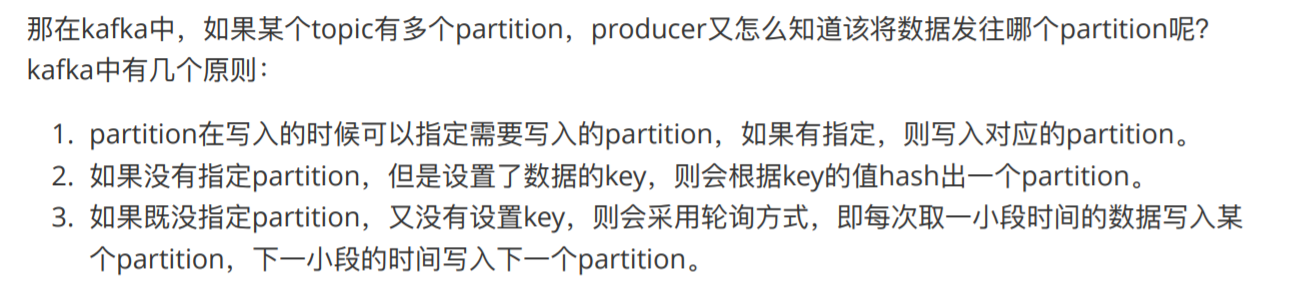 那在kafka中，如果某个topic有多个partition，producer又怎么知道该将数据发往哪个partition呢？
kafka中有几个原则：
1. partition在写入的时候可以指定需要写入的partition，如果有指定，则写入对应的partition。
2. 如果没有指定partition，但是设置了数据的key，则会根据key的值hash出一个partition。
3. 如果既没指定partition，又没有设置key，则会采用轮询方式，即每次取一小段时间的数据写入某
个partition，下一小段的时间写入下一个partition。